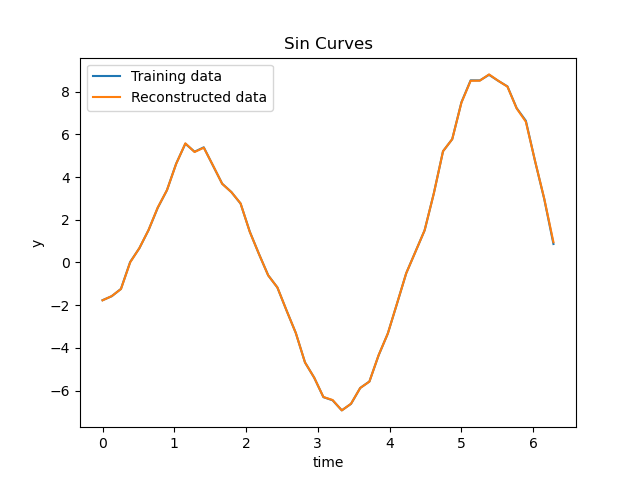 Sin Curves
Training data
Reconstructed data
8
6
4
2
0
−2
−4
−6
y
0 1 2 3 4 5 6
time